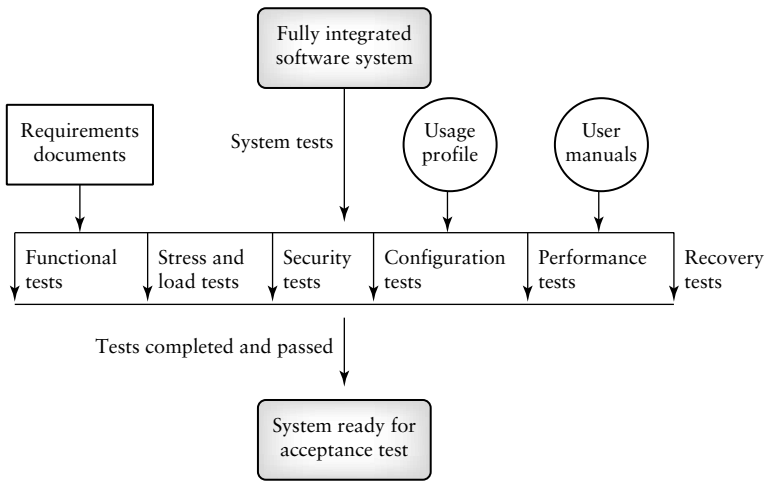 Fully integrated
software system
Requirements
documents
System tests
Usage
profile
User
manuals
Functional
tests
Stress and
load tests
Security
tests
Configuration
tests
Performance
tests
Recovery
tests
Tests completed and passed
System ready for
acceptance test